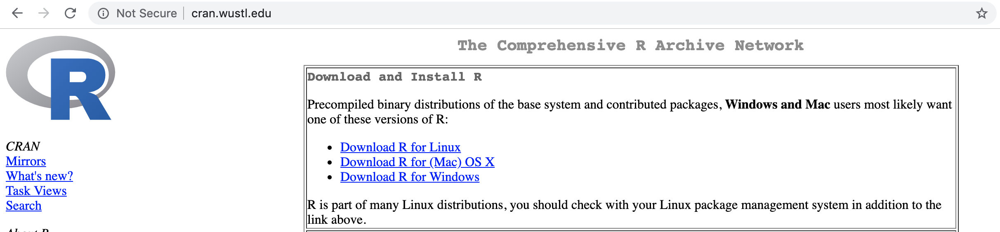 Not Secure cran.wustl.edu
R
The Comprehensive R Archive Network
Download and Install R
Precompiled binary distributions of the base system and contributed packages, Windows and Mac users most likely want
one of these versions of R:
• Download R for Linux
• Download R for (Mac) OS X
• Download R for Windows
R is part of many Linux distributions, you should check with your Linux package management system in addition to the
link above.
CRAN
Mirrors
What's new?
Task Views
Search
About R